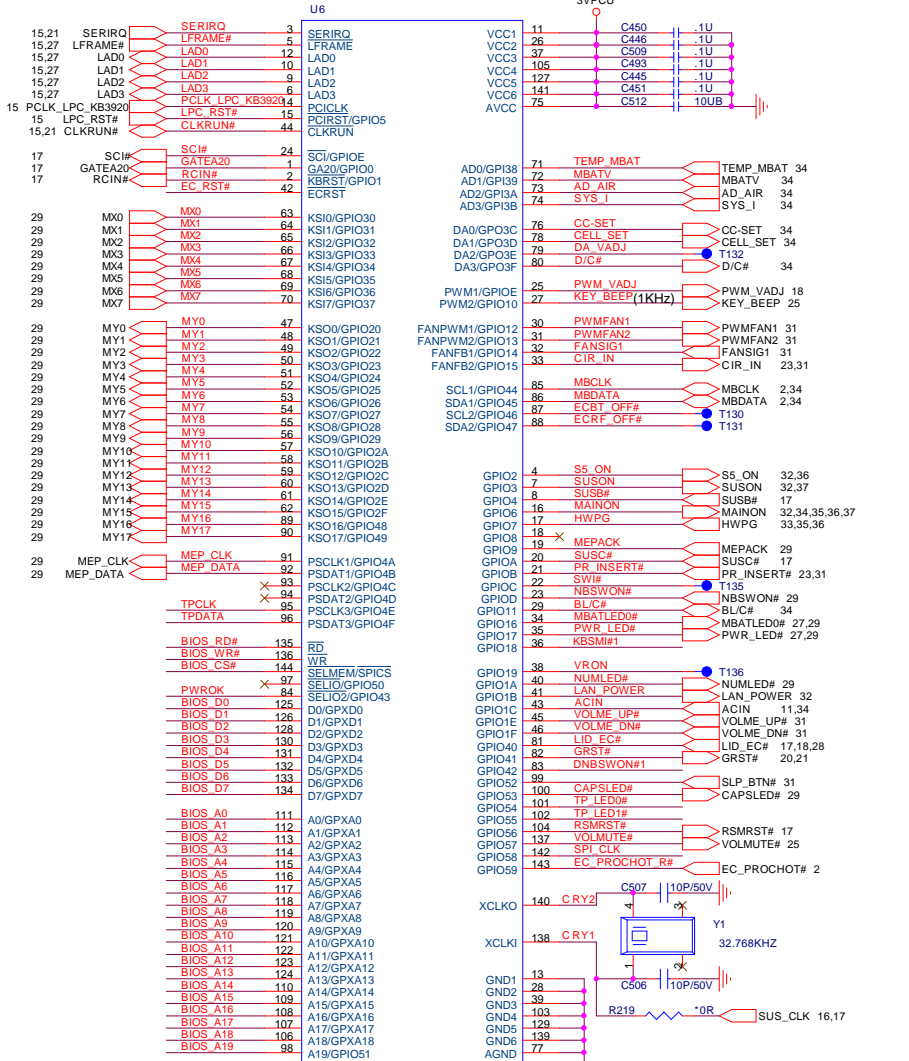 U6
3VPCU
15,21 SERIRQ SERIRQ 3 SERIRQ VCC1 11 C450 .1U
15,27 LFRAME# LFRAME# 5 LFRAME VCC2 26 C446 .1U
15,27 LAD0 LAD0 12 LAD0 VCC3 37 C509 .1U
15,27 LAD1 LAD1 10 LAD1 VCC4 105 C493 .1U
15,27 LAD2 LAD2 9 LAD2 VCC5 127 C445 .1U
15,27 LAD3 LAD3 6 LAD3 VCC6 141 C451 .1U
15 PCLK_LPC_KB3920 PCLK_LPC_KB3920 14 PCICLK AVCC 75 C512 10UB
15 LPC_RST# LPC_RST# 15 PCIRST/GPIO5
15,21 CLKRUN# CLKRUN# 44 CLKRUN
17 SCI# SCI# 24 SCI/GPIOE
17 GATEA20 GATEA20 1 GA20/GPIO0 AD0/GPI38 71 TEMP_MBAT TEMP_MBAT 34
17 RCIN# RCIN# 2 KBRST/GPIO1 AD1/GPI39 72 MBATV MBATV 34
EC_RST# 42 ECRST AD2/GPI3A 73 AD_AIR AD_AIR 34
AD3/GPI3B 74 SYS_I SYS_I 34
29 MX0 MX0 63 KSI0/GPIO30
29 MX1 MX1 64 KSI1/GPIO31 DA0/GPO3C 76 CC-SET CC-SET 34
29 MX2 MX2 65 KSI2/GPIO32 DA1/GPO3D 78 CELL_SET CELL_SET 34
29 MX3 MX3 66 KSI3/GPIO33 DA2/GPO3E 79 DA_VADJ T132
29 MX4 MX4 67 KSI4/GPIO34 DA3/GPO3F 80 D/C# D/C# 34
29 MX5 MX5 68 KSI5/GPIO35
29 MX6 MX6 69 KSI6/GPIO36 PWM1/GPIOE 25 PWM_VADJ PWM_VADJ 18
29 MX7 MX7 70 KSI7/GPIO37 PWM2/GPIO10 27 KEY_BEEP (1KHz) KEY_BEEP 25
29 MY0 MY0 47 KSO0/GPIO20 FANPWM1/GPIO12 30 PWMFAN1 PWMFAN1 31
29 MY1 MY1 48 KSO1/GPIO21 FANPWM2/GPIO13 31 PWMFAN2 PWMFAN2 31
29 MY2 MY2 49 KSO2/GPIO22 FANFB1/GPIO14 32 FANSIG1 FANSIG1 31
29 MY3 MY3 50 KSO3/GPIO23 FANFB2/GPIO15 33 CIR_IN CIR_IN 23,31
29 MY4 MY4 51 KSO4/GPIO24
29 MY5 MY5 52 KSO5/GPIO25 SCL1/GPIO44 85 MBCLK MBCLK 2,34
29 MY6 MY6 53 KSO6/GPIO26 SDA1/GPIO45 86 MBDATA MBDATA 2,34
29 MY7 MY7 54 KSO7/GPIO27 SCL2/GPIO46 87 ECBT_OFF# T130
29 MY8 MY8 55 KSO8/GPIO28 SDA2/GPIO47 88 ECRF_OFF# T131
29 MY9 MY9 56 KSO9/GPIO29
29 MY10 MY10 57 KSO10/GPIO2A
29 MY11 MY11 58 KSO11/GPIO2B
29 MY12 MY12 59 KSO12/GPIO2C GPIO2 4 S5_ON S5_ON 32,36
29 MY13 MY13 60 KSO13/GPIO2D GPIO3 7 SUSON SUSON 32,37
29 MY14 MY14 61 KSO14/GPIO2E GPIO4 8 SUSB# SUSB# 17
29 MY15 MY15 62 KSO15/GPIO2F GPIO6 16 MAINON MAINON 32,34,35,36,37
29 MY16 MY16 89 KSO16/GPIO48 GPIO7 17 HWPG HWPG 33,35,36
29 MY17 MY17 90 KSO17/GPIO49 GPIO8 18
GPIO9 19 MEPACK MEPACK 29
29 MEP_CLK MEP_CLK 91 PSCLK1/GPIO4A GPIOA 20 SUSC# SUSC# 17
29 MEP_DATA MEP_DATA 92 PSDAT1/GPIO4B GPIOB 21 PR_INSERT# PR_INSERT# 23,31
93 PSCLK2/GPIO4C GPIOC 22 SWI# T135
94 PSDAT2/GPIO4D GPIOD 23 NBSWON# NBSWON# 29
TPCLK 95 PSCLK3/GPIO4E GPIO11 29 BL/C# BL/C# 34
TPDATA 96 PSDAT3/GPIO4F GPIO16 34 MBATLED0# MBATLED0# 27,29
GPIO17 35 PWR_LED# PWR_LED# 27,29
BIOS_RD# 135 RD GPIO18 36 KBSMI#1
BIOS_WR# 136 WR
BIOS_CS# 144 SELMEM/SPICS GPIO19 38 VRON T136
97 SELIO/GPIO50 GPIO1A 40 NUMLED# NUMLED# 29
PWROK 84 SELIO2/GPIO43 GPIO1B 41 LAN_POWER LAN_POWER 32
BIOS_D0 125 D0/GPXD0 GPIO1C 43 ACIN ACIN 11,34
BIOS_D1 126 D1/GPXD1 GPIO1E 45 VOLME_UP# VOLME_UP# 31
BIOS_D2 128 D2/GPXD2 GPIO1F 46 VOLME_DN# VOLME_DN# 31
BIOS_D3 130 D3/GPXD3 GPIO40 81 LID_EC# LID_EC# 17,18,28
BIOS_D4 131 D4/GPXD4 GPIO41 82 GRST# GRST# 20,21
BIOS_D5 132 D5/GPXD5 GPIO42 83 DNBSWON#1
BIOS_D6 133 D6/GPXD6 GPIO52 99 SLP_BTN# 31
BIOS_D7 134 D7/GPXD7 GPIO53 100 CAPSLED# CAPSLED# 29
GPIO54 101 TP_LED0#
BIOS_A0 111 A0/GPXA0 GPIO55 102 TP_LED1#
BIOS_A1 112 A1/GPXA1 GPIO56 104 RSMRST# RSMRST# 17
BIOS_A2 113 A2/GPXA2 GPIO57 137 VOLMUTE# VOLMUTE# 25
BIOS_A3 114 A3/GPXA3 GPIO58 142 SPI_CLK
BIOS_A4 115 A4/GPXA4 GPIO59 143 EC_PROCHOT_R# EC_PROCHOT# 2
BIOS_A5 116 A5/GPXA5
BIOS_A6 117 A6/GPXA6 C507 10P/50V
BIOS_A7 118 A7/GPXA7 XCLKO 140 CRY2 4 3
BIOS_A8 119 A8/GPXA8
BIOS_A9 120 A9/GPXA9 Y1
BIOS_A10 121 A10/GPXA10 XCLKI 138 CRY1 32.768KHZ
BIOS_A11 122 A11/GPXA11
BIOS_A12 123 A12/GPXA12 1 2
BIOS_A13 124 A13/GPXA13 GND1 13 C506 10P/50V
BIOS_A14 110 A14/GPXA14 GND2 28
BIOS_A15 109 A15/GPXA15 GND3 39
BIOS_A16 108 A16/GPXA16 GND4 103 R219 *0R SUS_CLK 16,17
BIOS_A17 107 A17/GPXA17 GND5 129
BIOS_A18 106 A18/GPXA18 GND6 139
BIOS_A19 98 A19/GPIO51 AGND 77